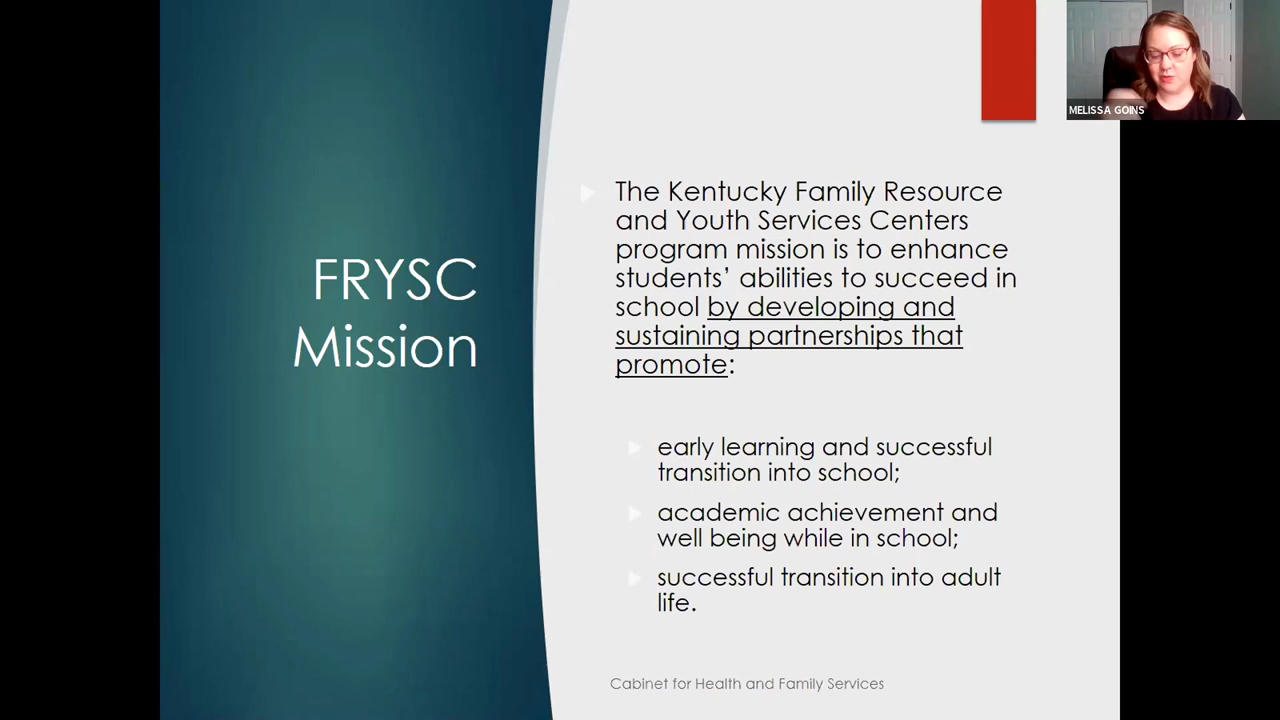 MELISSA GOINS
FRYSC
Mission
The Kentucky Family Resource
and Youth Services Centers
program mission is to enhance
students’ abilities to succeed in
school by developing and
sustaining partnerships that
promote:
early learning and successful
transition into school;
academic achievement and
well being while in school;
successful transition into adult
life.
Cabinet for Health and Family Services